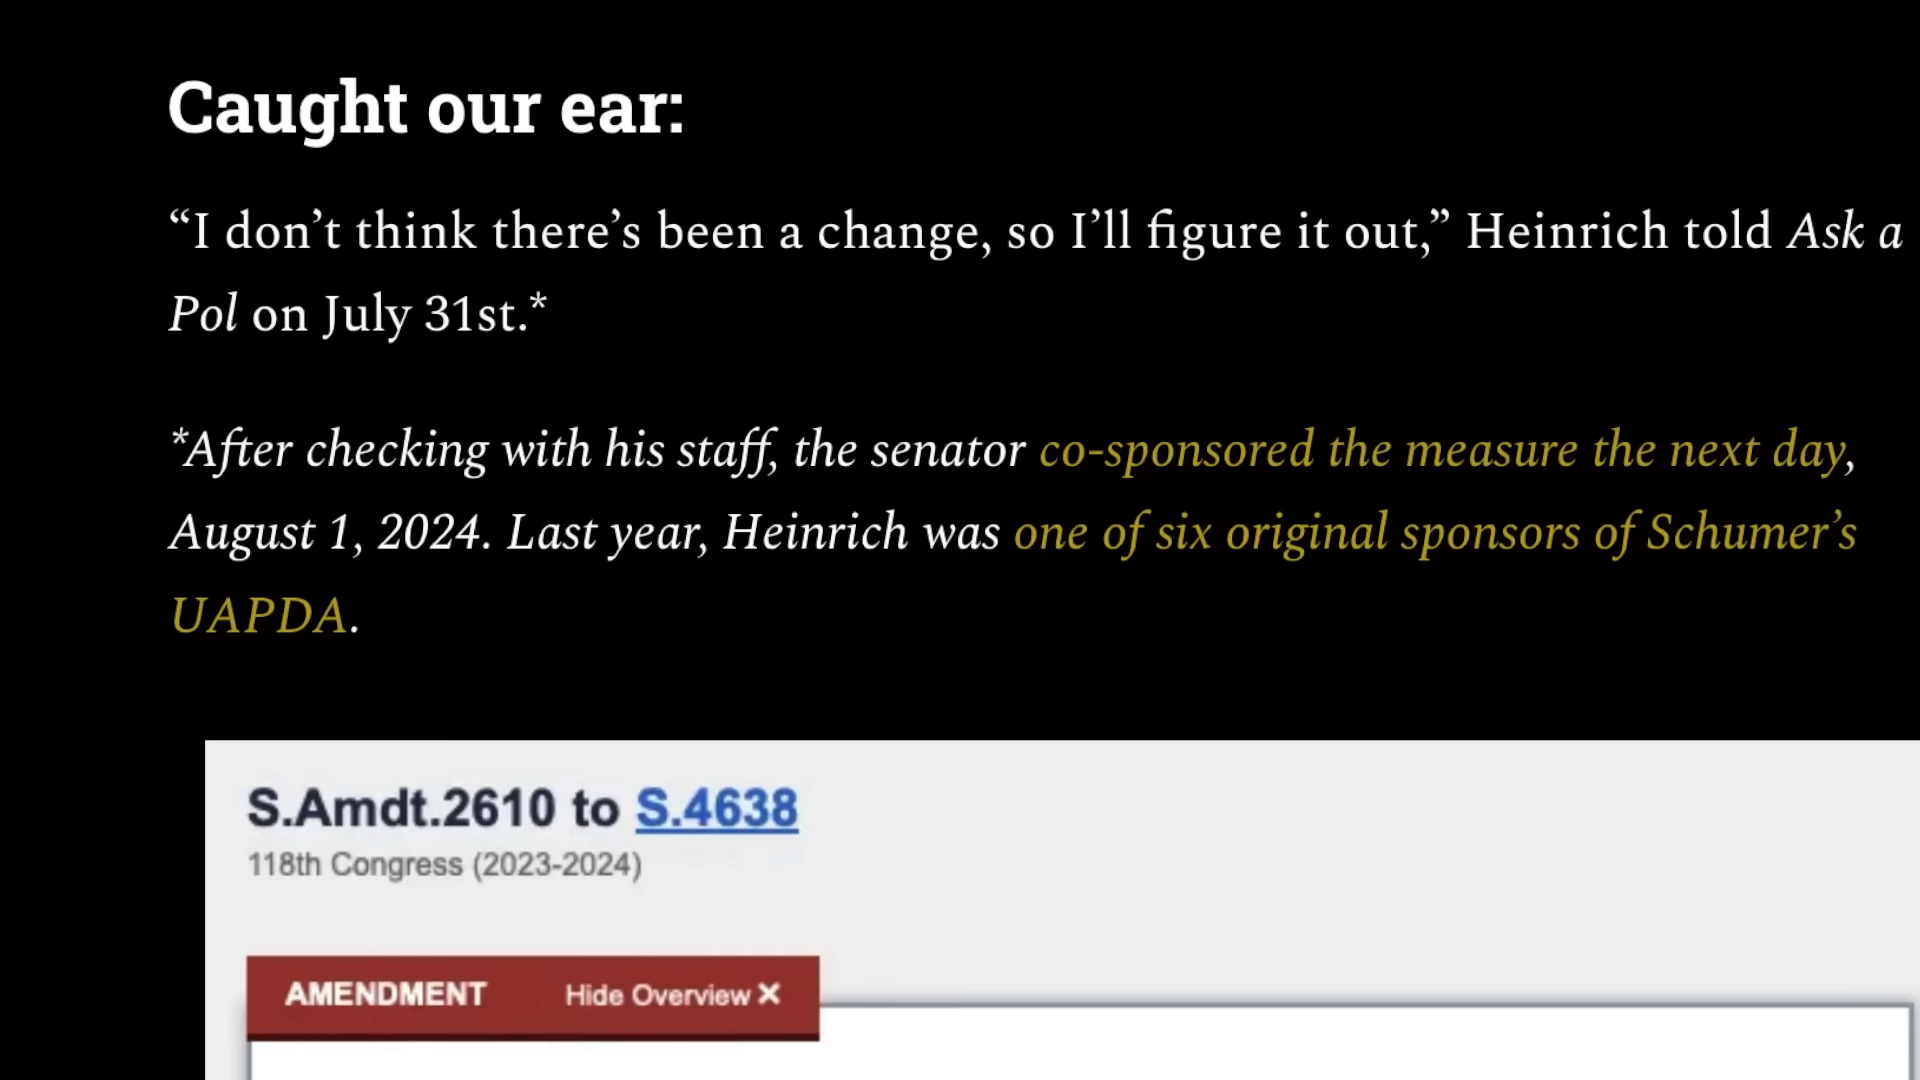 Caught our ear:
“I don’t think there’s been a change, so I’ll figure it out,” Heinrich told Ask a
Pol on July 31st.*
*After checking with his staff, the senator co-sponsored the measure the next day,
August 1, 2024. Last year, Heinrich was one of six original sponsors of Schumer’s
UAPDA.
S.Amdt.2610 to S.4638
118th Congress (2023-2024)
AMENDMENT Hide Overview ✕